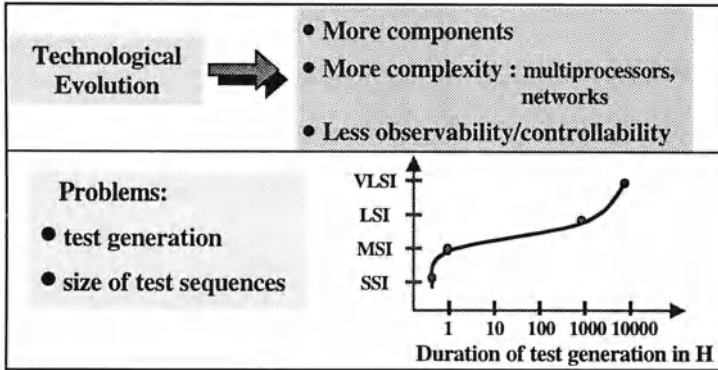 Technological
Evolution
• More components
• More complexity : multiprocessors,
networks
• Less observability/controllability
Problems:
• test generation
• size of test sequences
VLSI
LSI
MSI
SSI
1 10 100 1000 10000
Duration of test generation in H